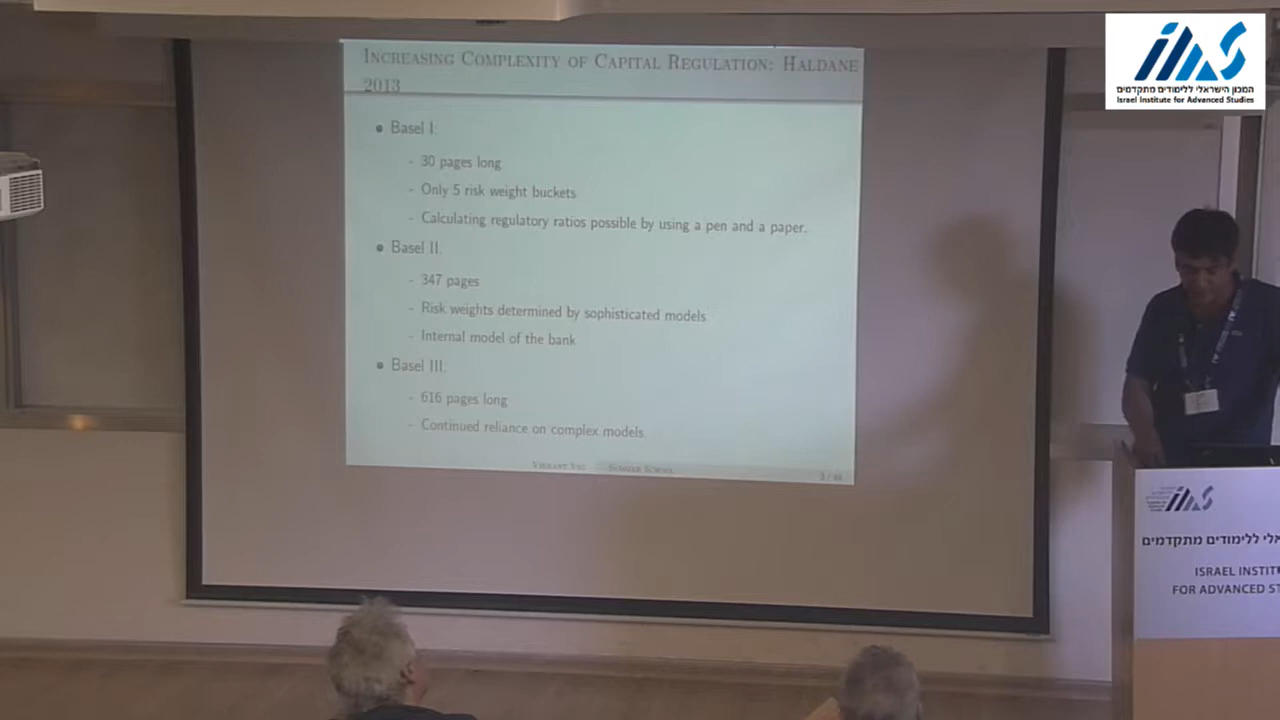 INCREASING COMPLEXITY OF CAPITAL REGULATION: HALDANE
2013
Basel I:
- 30 pages long
- Only 5 risk weight buckets
- Calculating regulatory ratios possible by using a pen and a paper.
Basel II:
- 347 pages
- Risk weights determined by sophisticated models
- Internal model of the bank
Basel III:
- 616 pages long
- Continued reliance on complex models.
SUMMER SCHOOL
המכון הישראלי ללימודים מתקדמים
Israel Institute for Advanced Studies
ללימודים מתקדמים
ISRAEL
FOR ADVANCED